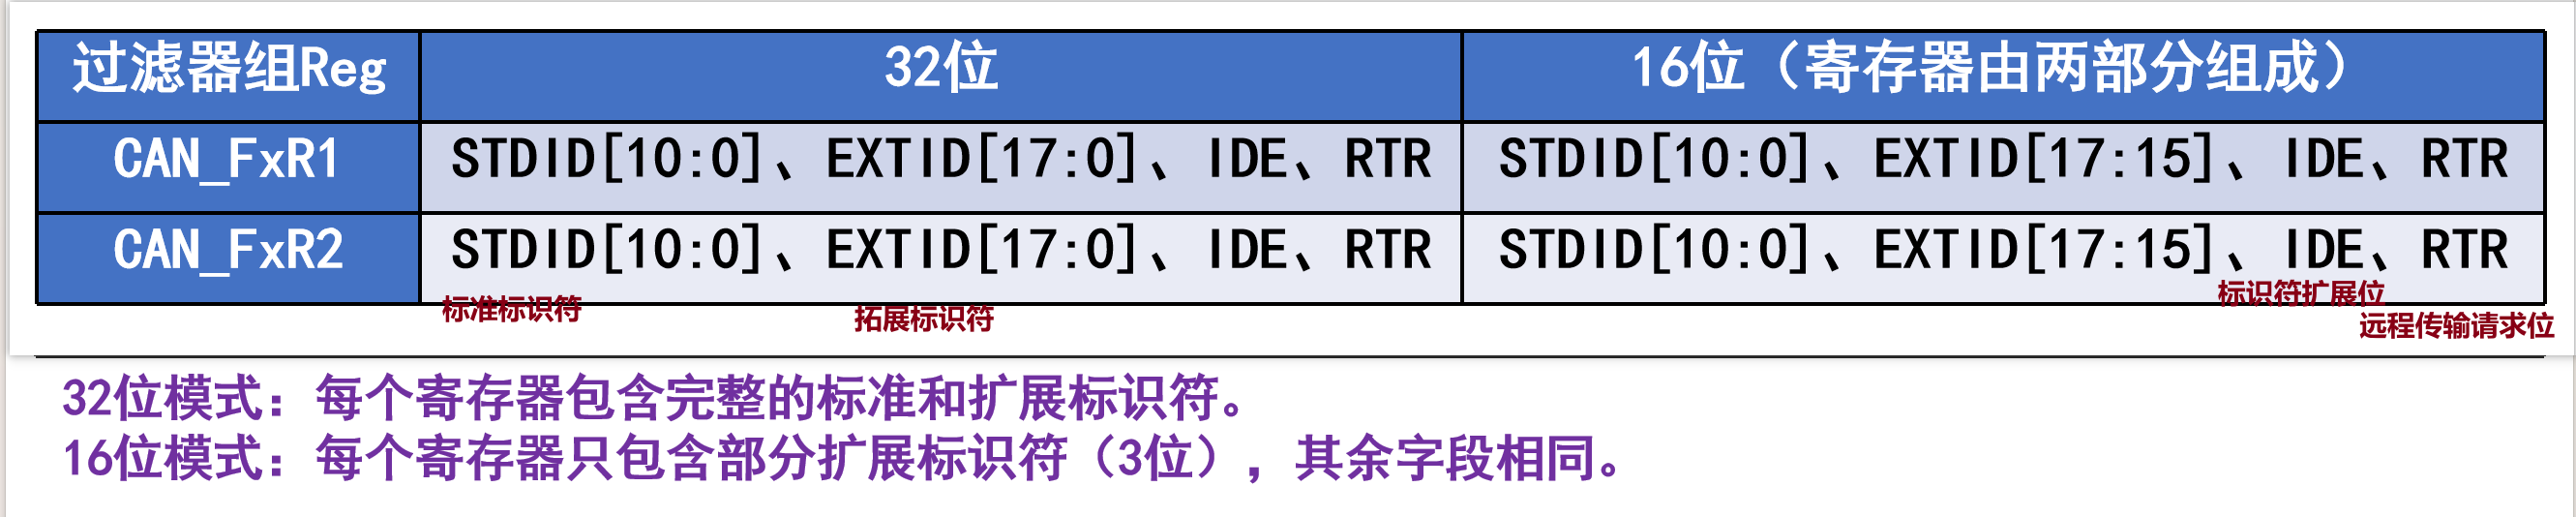 过滤器组Reg 32位 16位（寄存器由两部分组成）
CAN_FxR1 STDID[10:0]、EXTID[17:0]、IDE、RTR STDID[10:0]、EXTID[17:15]、IDE、RTR
CAN_FxR2 STDID[10:0]、EXTID[17:0]、IDE、RTR STDID[10:0]、EXTID[17:15]、IDE、RTR
标准标识符 拓展标识符 标识符扩展位
远程传输请求位
32位模式：每个寄存器包含完整的标准和扩展标识符。
16位模式：每个寄存器只包含部分扩展标识符（3位），其余字段相同。